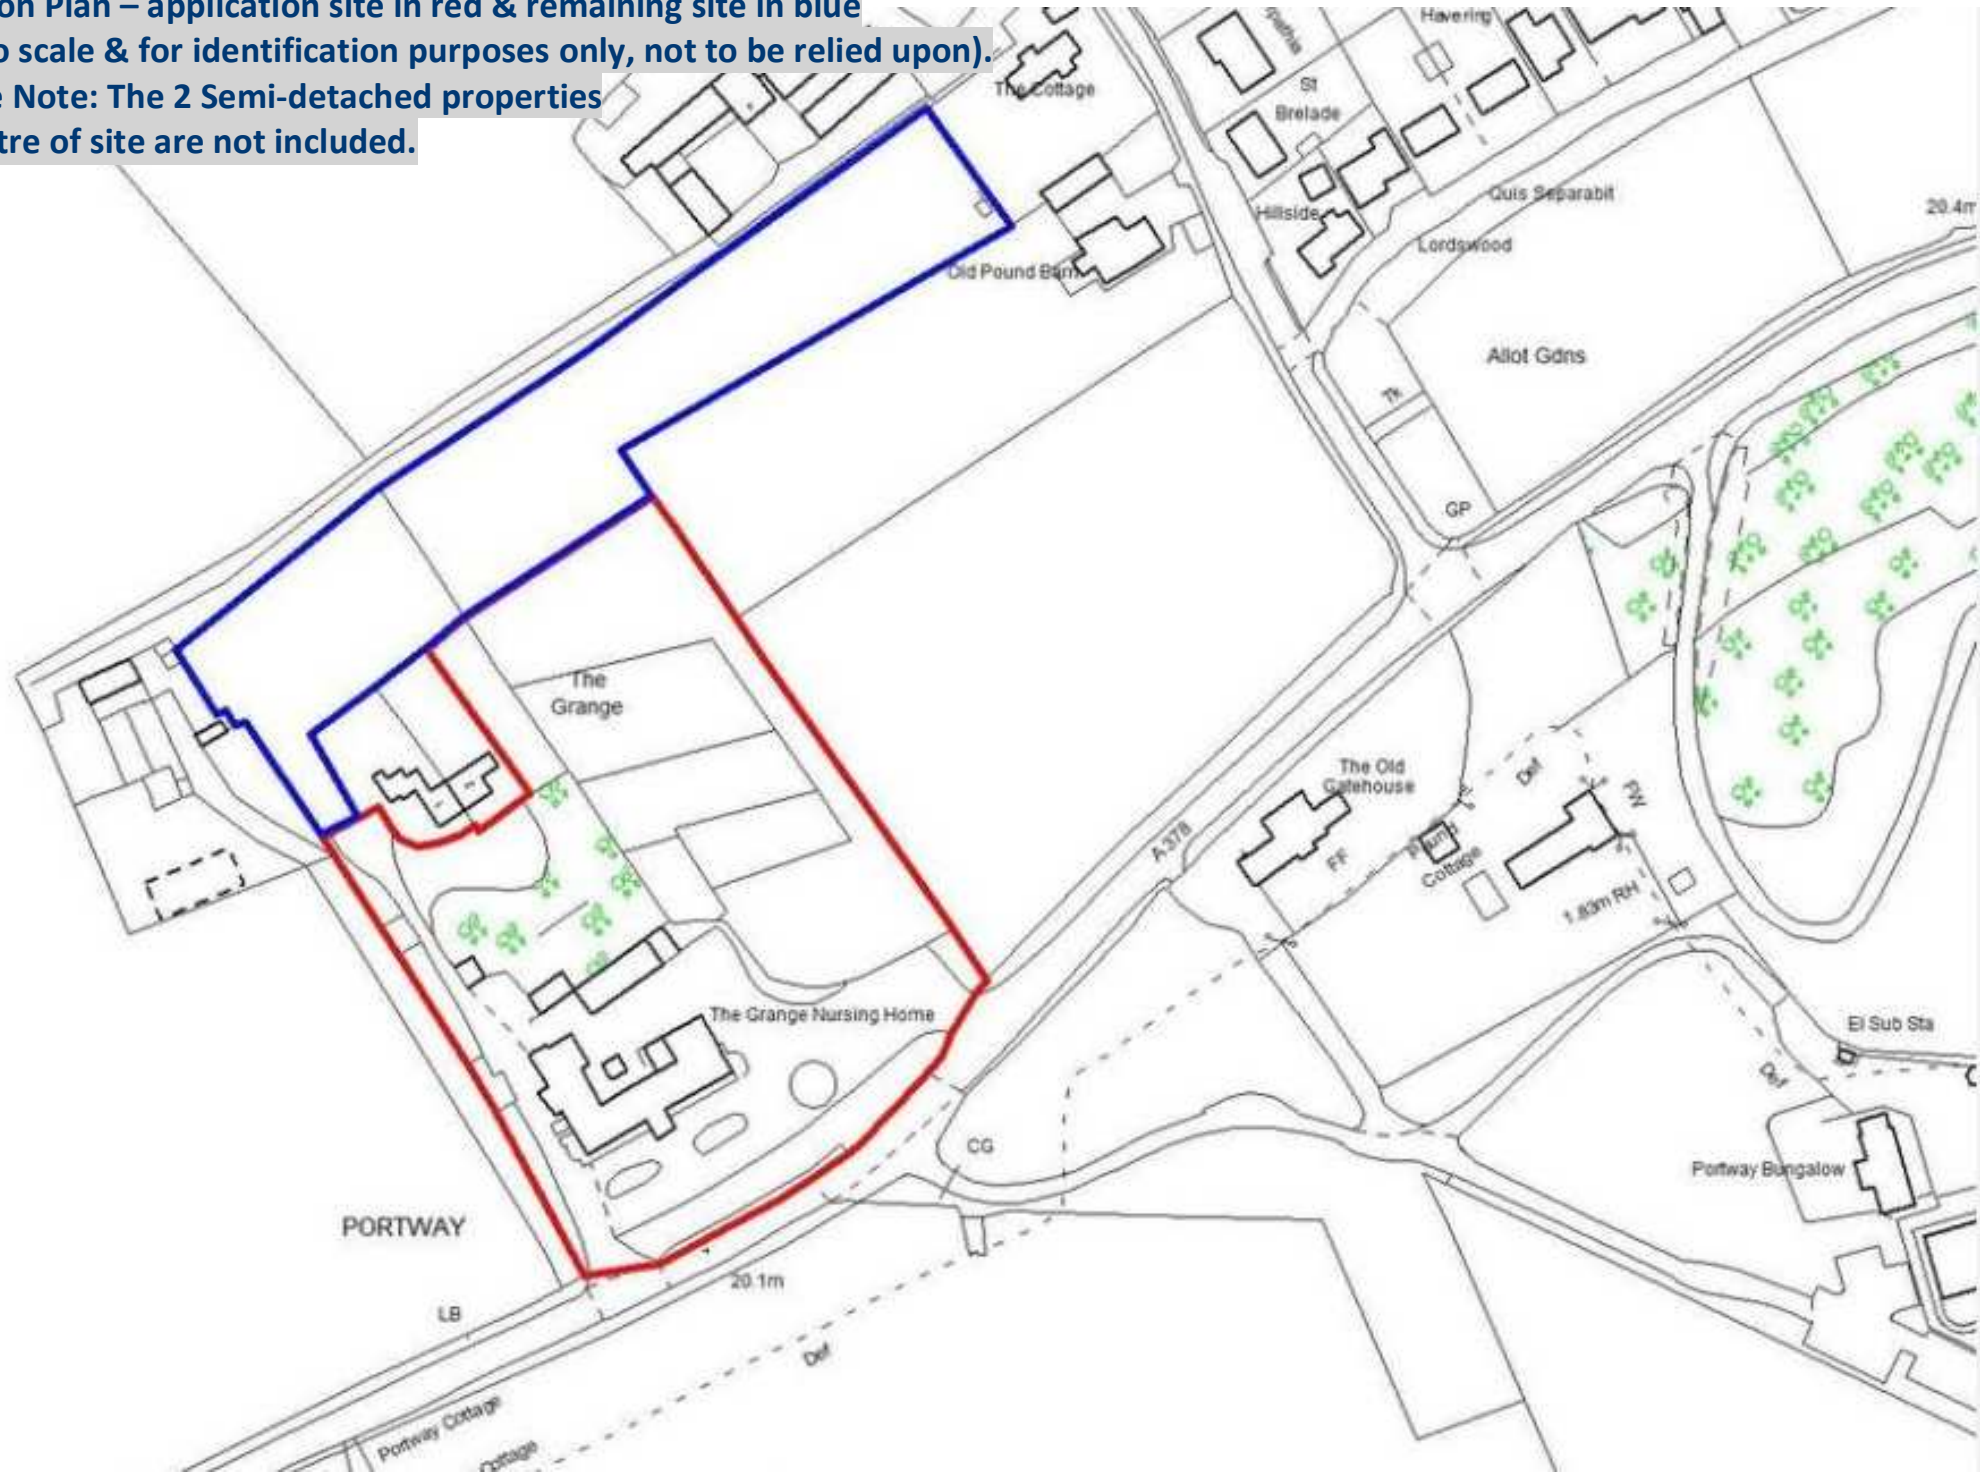 on Plan – application site in red & remaining site in blue
o scale & for identification purposes only, not to be relied upon).
e Note: The 2 Semi-detached properties
tre of site are not included.
Havering
The Cottage
St
Brelade
Quis Separabit
20.4m
Hillside
Lordswood
Old Pound Barn
Allot Gdns
Tk
GP
The
Grange
The Old
Gatehouse
Def
PW
A378
FF
Pound
Cottage
1.83m RH
The Grange Nursing Home
El Sub Sta
Def
CG
Portway Bungalow
PORTWAY
20.1m
LB
Def
Portway Cottage
Cottage